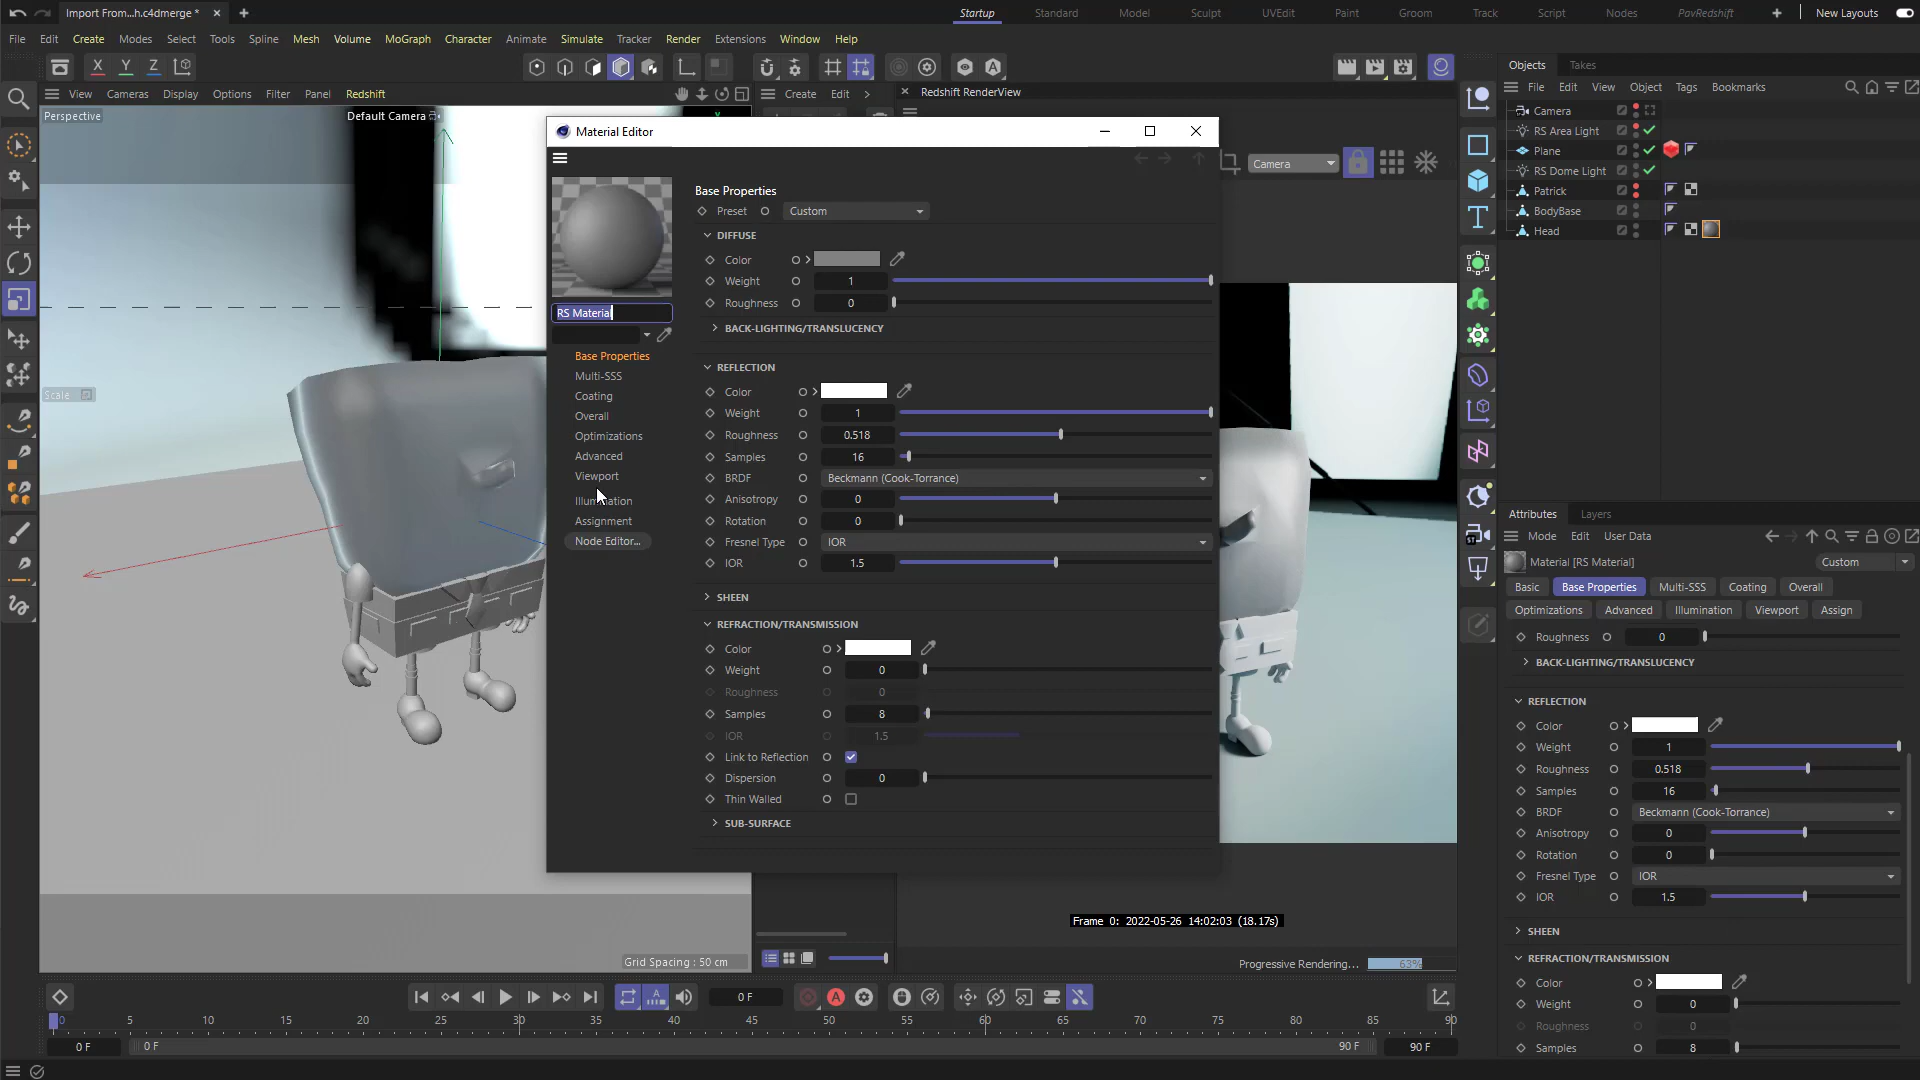 Import From...h.c4dmerge *
Startup Standard Model Sculpt UVEdit Paint Groom Track Script Nodes PavRedshift New Layouts
File Edit Create Modes Select Tools Spline Mesh Volume MoGraph Character Animate Simulate Tracker Render Extensions Window Help
X Y Z
View Cameras Display Options Filter Panel Redshift
Create Edit
Redshift RenderView
Perspective
Default Camera
Scale
Grid Spacing : 50 cm
Camera
Material Editor
RS Material
Base Properties
Multi-SSS
Coating
Overall
Optimizations
Advanced
Viewport
Illumination
Assignment
Node Editor...
Base Properties
Preset Custom
DIFFUSE
Color
Weight 1
Roughness 0
BACK-LIGHTING/TRANSLUCENCY
REFLECTION
Color
Weight 1
Roughness 0.518
Samples 16
BRDF Beckmann (Cook-Torrance)
Anisotropy 0
Rotation 0
Fresnel Type IOR
IOR 1.5
SHEEN
REFRACTION/TRANSMISSION
Color
Weight 0
Roughness 0
Samples 8
IOR 1.5
Link to Reflection
Dispersion 0
Thin Walled
SUB-SURFACE
Frame 0: 2022-05-26 14:02:03 (18.17s)
Progressive Rendering... 63%
Objects Takes
File Edit View Object Tags Bookmarks
Camera
RS Area Light
Plane
RS Dome Light
Patrick
BodyBase
Head
Attributes Layers
Mode Edit User Data
Material [RS Material] Custom
Basic Base Properties Multi-SSS Coating Overall
Optimizations Advanced Illumination Viewport Assign
Roughness 0
BACK-LIGHTING/TRANSLUCENCY
REFLECTION
Color
Weight 1
Roughness 0.518
Samples 16
BRDF Beckmann (Cook-Torrance)
Anisotropy 0
Rotation 0
Fresnel Type IOR
IOR 1.5
SHEEN
REFRACTION/TRANSMISSION
Color
Weight 0
Roughness 0
Samples 8
0 F
0 5 10 15 20 25 30 35 40 45 50 55 60 65 70 75 80 85 90
0 F 0 F 90 F 90 F